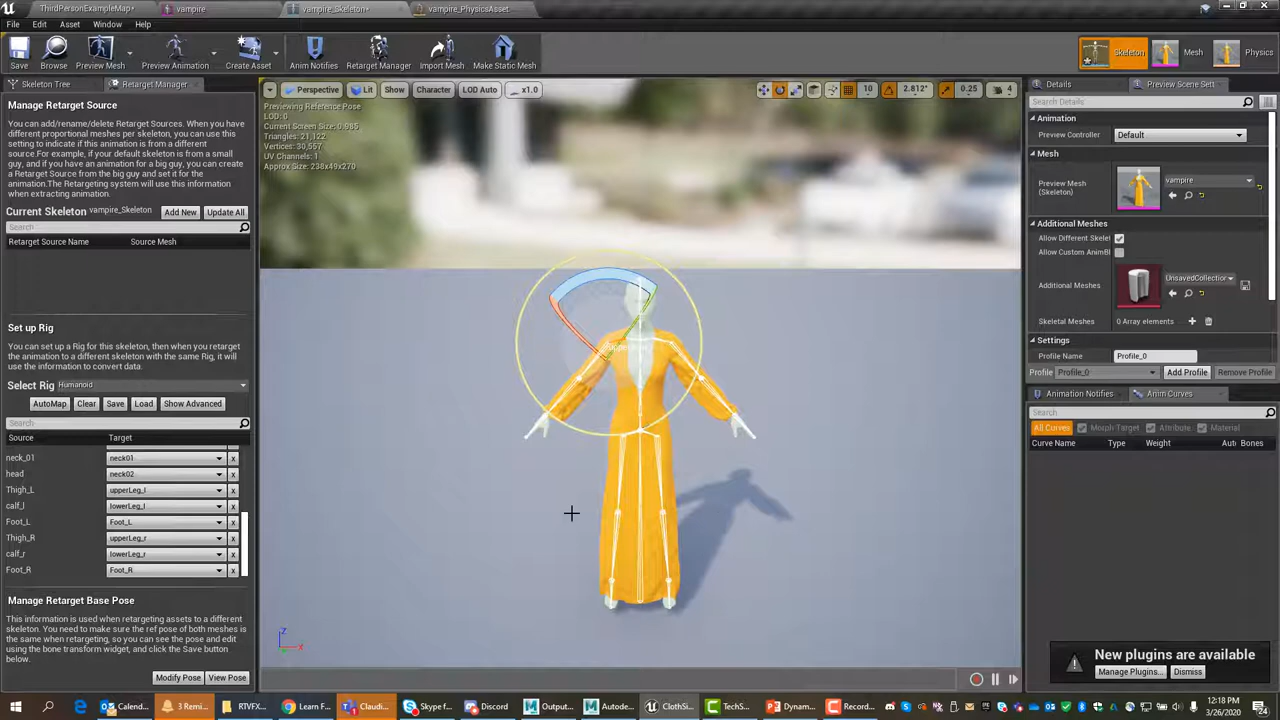 ThirdPersonExampleMap*
vampire
vampire_Skeleton*
vampire_PhysicsAsset
File Edit Asset Window Help
Save
Browse
Preview Mesh
Preview Animation
Create Asset
Anim Notifies
Retarget Manager
Import Mesh
Make Static Mesh
Skeleton
Mesh
Physics
Skeleton Tree
Retarget Manager
Manage Retarget Source
You can add/rename/delete Retarget Sources. When you have
different proportional meshes per skeleton, you can use this
setting to indicate if this animation is from a different
source.For example, if your default skeleton is from a small
guy, and if you have an animation for a big guy, you can create
a Retarget Source from the big guy and set it for the
animation.The Retargeting system will use this information
when extracting animation.
Current Skeleton vampire_Skeleton Add New Update All
Search
Retarget Source Name Source Mesh
Set up Rig
You can set up a Rig for this skeleton, then when you retarget
the animation to a different skeleton with the same Rig, it will
use the information to convert data.
Select Rig Humanoid
AutoMap Clear Save Load Show Advanced
Search
Source Target
neck_01 neck01
head neck02
Thigh_L upperLeg_l
calf_l lowerLeg_l
Foot_L Foot_L
Thigh_R upperLeg_r
calf_r lowerLeg_r
Foot_R Foot_R
Manage Retarget Base Pose
This information is used when retargeting assets to a different
skeleton. You need to make sure the ref pose of both meshes is
the same when retargeting, so you can see the pose and edit
using the bone transform widget, and click the Save button
below.
Modify Pose View Pose
Perspective Lit Show Character LOD Auto x1.0
10 2.812° 0.25 4
Previewing Reference Pose
LOD: 0
Current Screen Size: 0.985
Triangles: 21,122
Vertices: 30,557
UV Channels: 1
Approx Size: 238x49x270
Z
X
Details
Preview Scene Sett
Search Details
Animation
Preview Controller Default
Mesh
Preview Mesh
(Skeleton)
vampire
Additional Meshes
Allow Different Skele
Allow Custom AnimBl
Additional Meshes
UnsavedCollection
Skeletal Meshes 0 Array elements
Settings
Profile Name Profile_0
Profile Profile_0 Add Profile Remove Profile
Animation Notifies
Anim Curves
Search
All Curves Morph Target Attribute Material
Curve Name Type Weight Aut Bones
New plugins are available
Manage Plugins... Dismiss
Calend...
3 Remi...
RTVFX...
Learn F...
Claudi...
Skype f...
Discord
Output...
Autode...
ClothSi...
TechS...
Dynam...
Record...
12:18 PM
3/26/2020